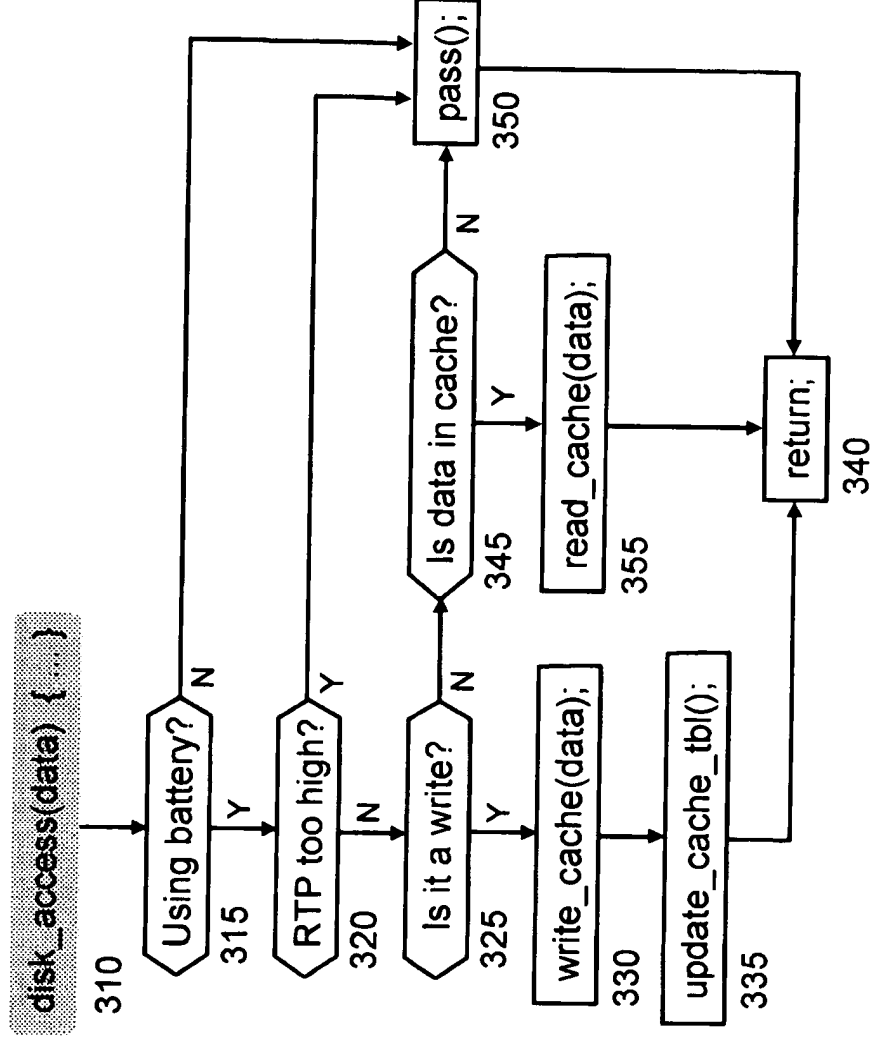 disk_access(data) { ... }
310
Using battery?
N
315
Y
RTP too high?
Y
320
N
Is it a write?
N
325
Y
write_cache(data);
330
update_cache_tbl();
335
Is data in cache?
N
345
Y
read_cache(data);
355
pass();
350
return;
340